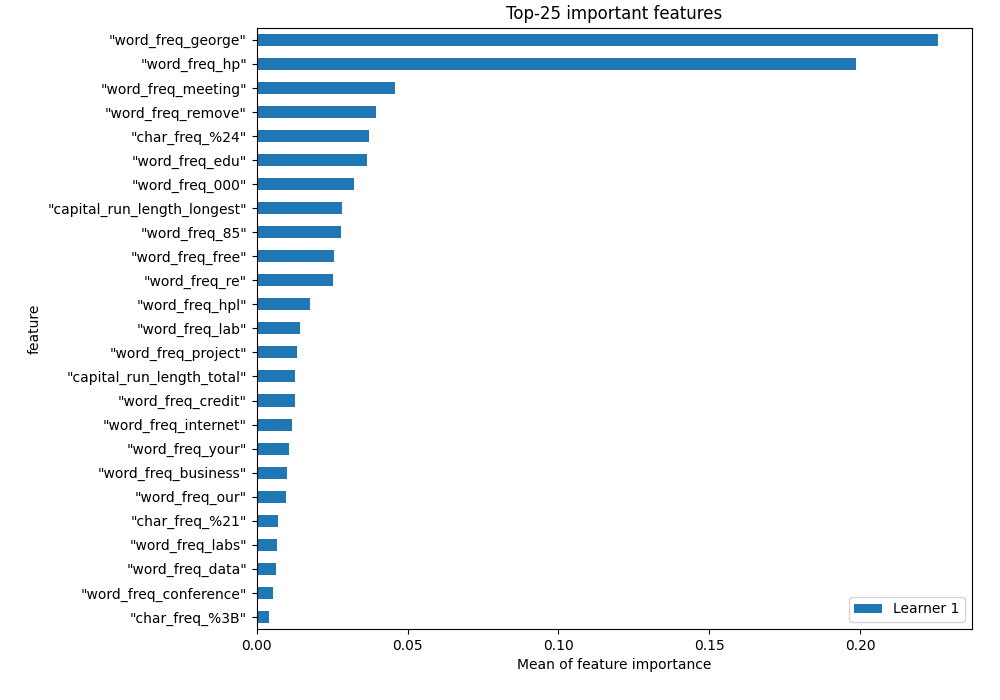 Top-25 important features
"word_freq_george"
"word_freq_hp"
"word_freq_meeting"
"word_freq_remove"
"char_freq_%24"
"word_freq_edu"
"word_freq_000"
"capital_run_length_longest"
"word_freq_85"
"word_freq_free"
"word_freq_re"
"word_freq_hpl"
"word_freq_lab"
"word_freq_project"
"capital_run_length_total"
"word_freq_credit"
"word_freq_internet"
"word_freq_your"
"word_freq_business"
"word_freq_our"
"char_freq_%21"
"word_freq_labs"
"word_freq_data"
"word_freq_conference"
"char_freq_%3B"
feature
Learner 1
0.00 0.05 0.10 0.15 0.20
Mean of feature importance